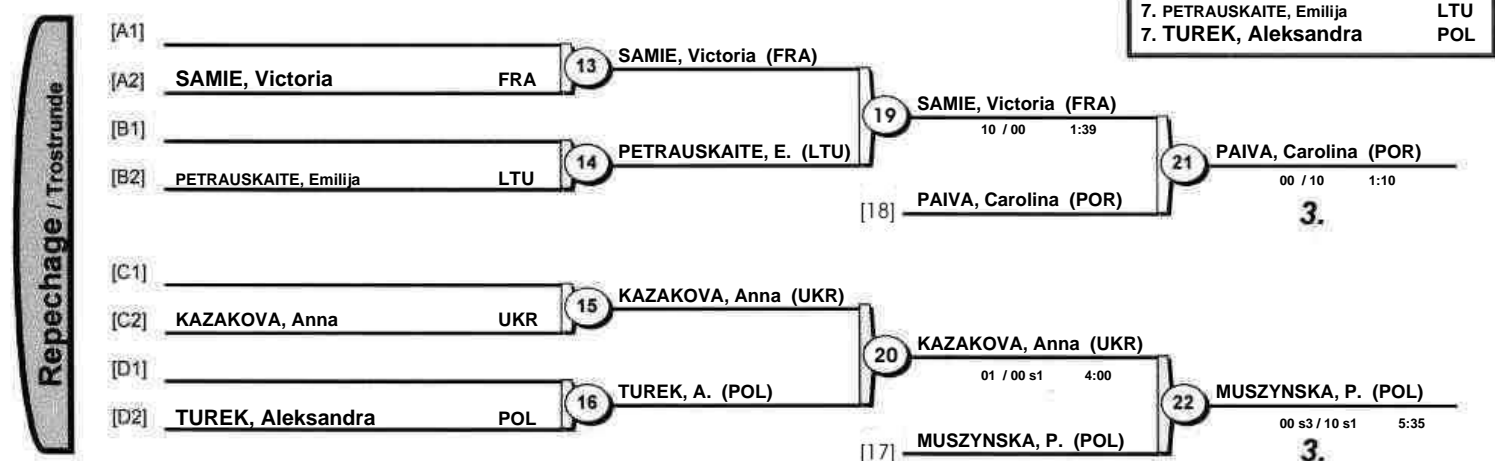 7. PETRAUSKAITE, Emilija LTU
7. TUREK, Aleksandra POL
Repechage / Trostrunde
[A1]
[A2] SAMIE, Victoria FRA
13
SAMIE, Victoria (FRA)
[B1]
[B2] PETRAUSKAITE, Emilija LTU
14
PETRAUSKAITE, E. (LTU)
19
SAMIE, Victoria (FRA)
10 / 00 1:39
[18] PAIVA, Carolina (POR)
21
PAIVA, Carolina (POR)
00 / 10 1:10
3.
[C1]
[C2] KAZAKOVA, Anna UKR
15
KAZAKOVA, Anna (UKR)
[D1]
[D2] TUREK, Aleksandra POL
16
TUREK, A. (POL)
20
KAZAKOVA, Anna (UKR)
01 / 00 s1 4:00
[17] MUSZYNSKA, P. (POL)
22
MUSZYNSKA, P. (POL)
00 s3 / 10 s1 5:35
3.